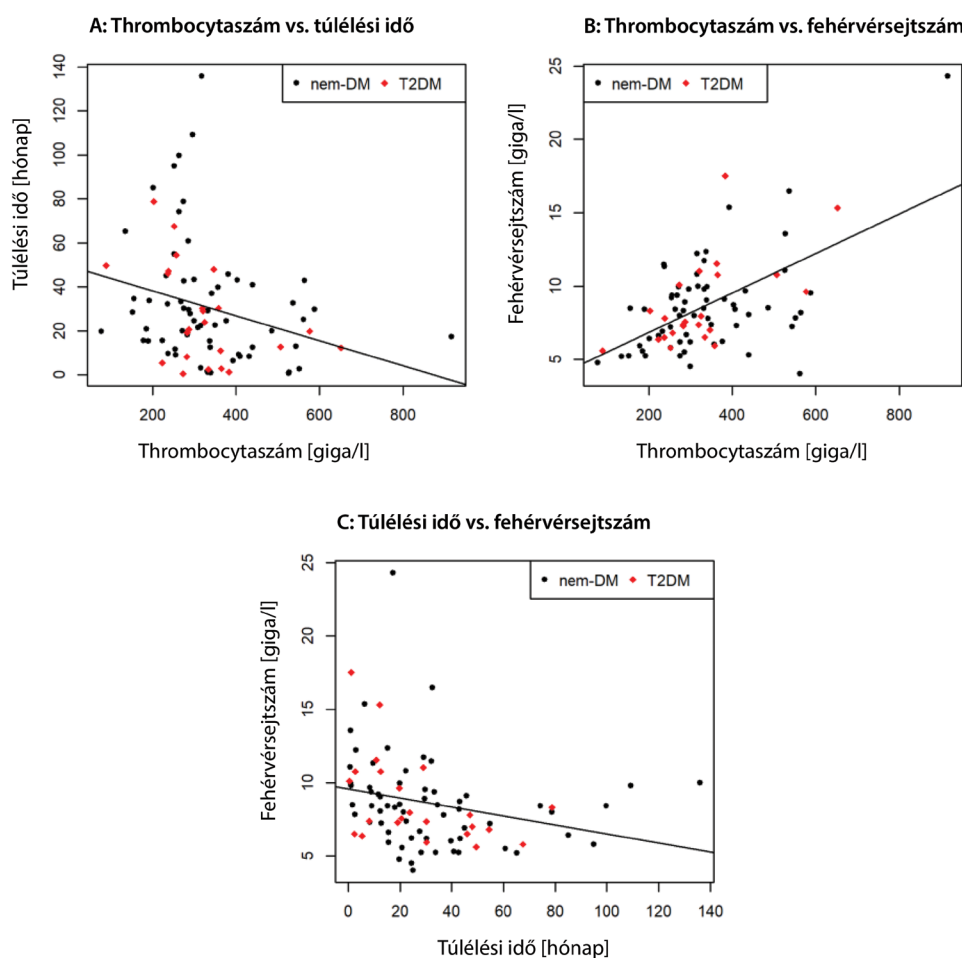 A: Thrombocytaszám vs. túlélési idő
Túlélési idő [hónap]
140
120
100
80
60
40
20
0
nem-DM
T2DM
200
400
600
800
Thrombocytaszám [giga/l]
B: Thrombocytaszám vs. fehérvérsejtszám
Fehérvérsejtszám [giga/l]
25
20
15
10
5
nem-DM
T2DM
200
400
600
800
Thrombocytaszám [giga/l]
C: Túlélési idő vs. fehérvérsejtszám
Fehérvérsejtszám [giga/l]
25
20
15
10
5
nem-DM
T2DM
0
20
40
60
80
100
120
140
Túlélési idő [hónap]